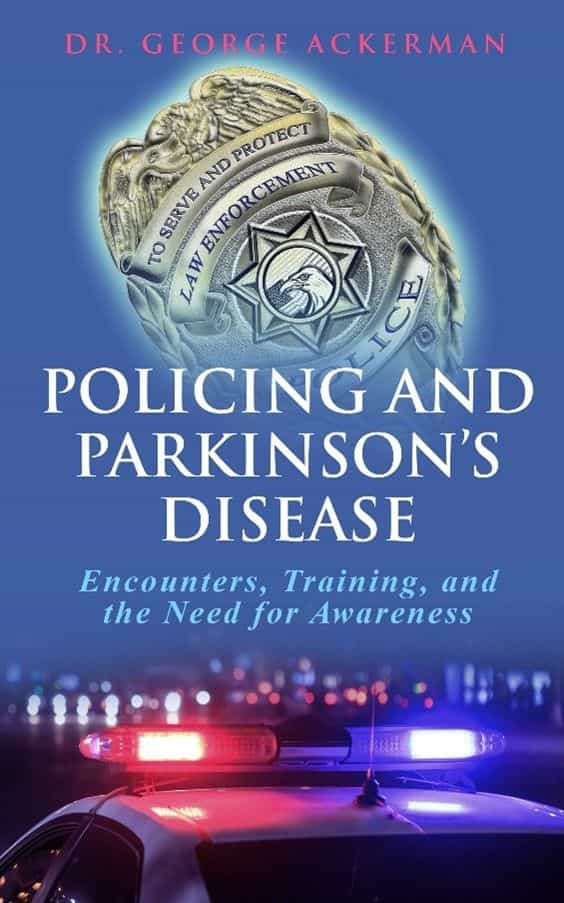 DR. GEORGE ACKERMAN
TO SERVE AND PROTECT
LAW ENFORCEMENT
POLICE
POLICING AND
PARKINSON'S
DISEASE
Encounters, Training, and
the Need for Awareness